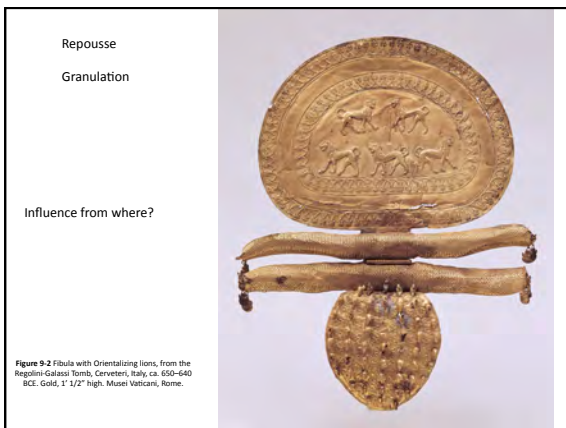 Repousse
Granulation
Influence from where?
Figure 9-2 Fibula with Orientalizing lions, from the
Regolini-Galassi Tomb, Cerveteri, Italy, ca. 650–640
BCE. Gold, 1' 1/2" high. Musei Vaticani, Rome.